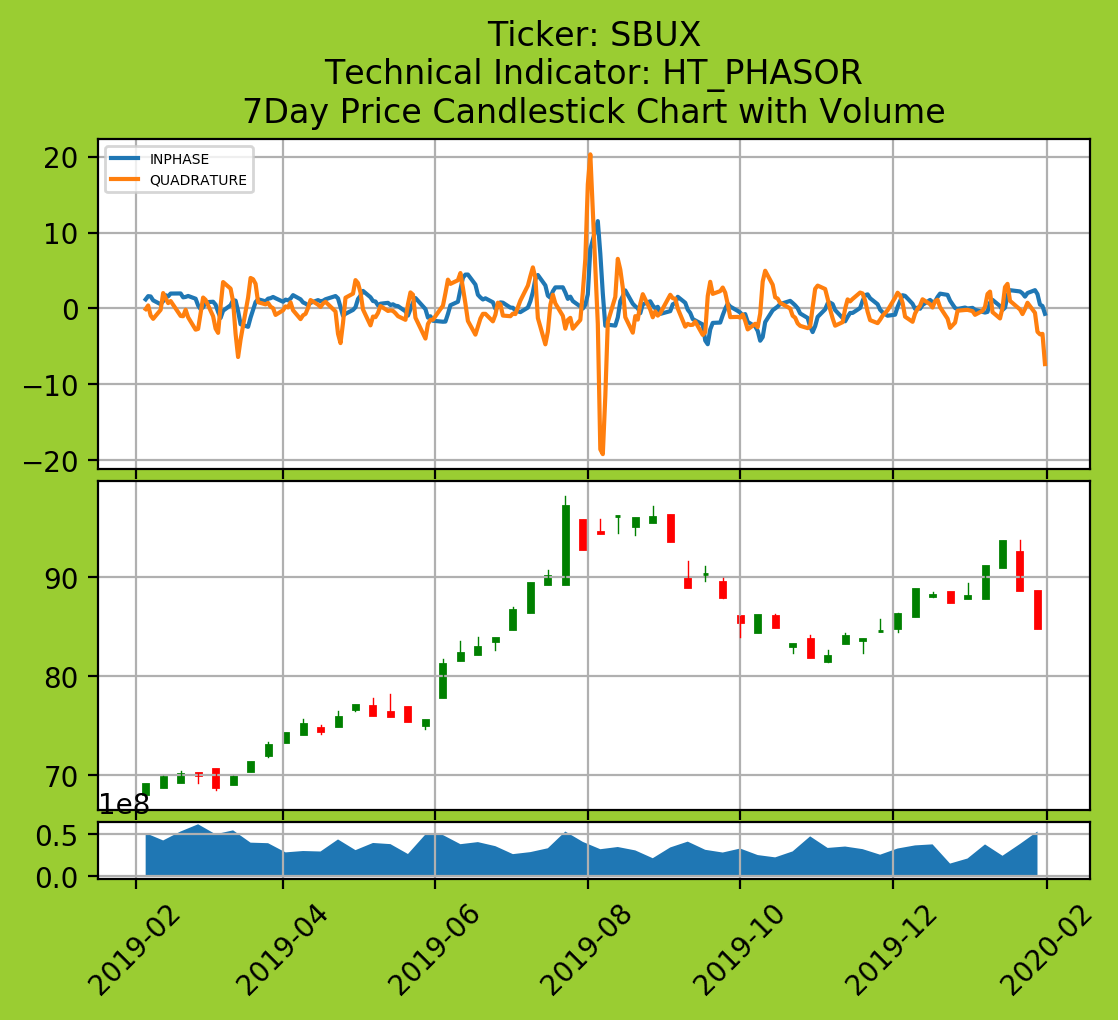 Ticker: SBUX
Technical Indicator: HT_PHASOR
7Day Price Candlestick Chart with Volume
INPHASE
QUADRATURE
20
10
0
−10
−20
90
80
70
1e8
0.5
0.0
2019-02
2019-04
2019-06
2019-08
2019-10
2019-12
2020-02